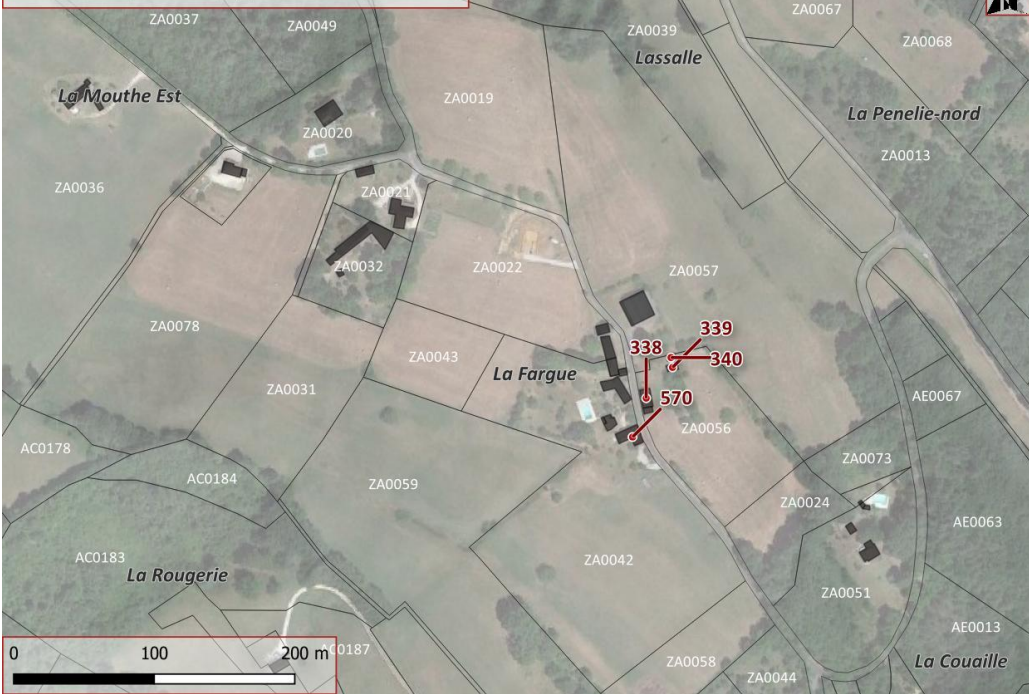 ZA0037
ZA0049
ZA0039
ZA0067
ZA0068
Lassalle
La Mouthe Est
ZA0019
La Penelie-nord
ZA0020
ZA0013
ZA0036
ZA0021
ZA0022
ZA0032
ZA0057
ZA0078
339
338
340
ZA0043
La Fargue
ZA0031
570
AE0067
ZA0056
AC0178
ZA0073
AC0184
ZA0059
ZA0024
AE0063
AC0183
La Rougerie
ZA0042
ZA0051
AE0013
0 100 200 m
AC0187
ZA0058
ZA0044
La Couaille